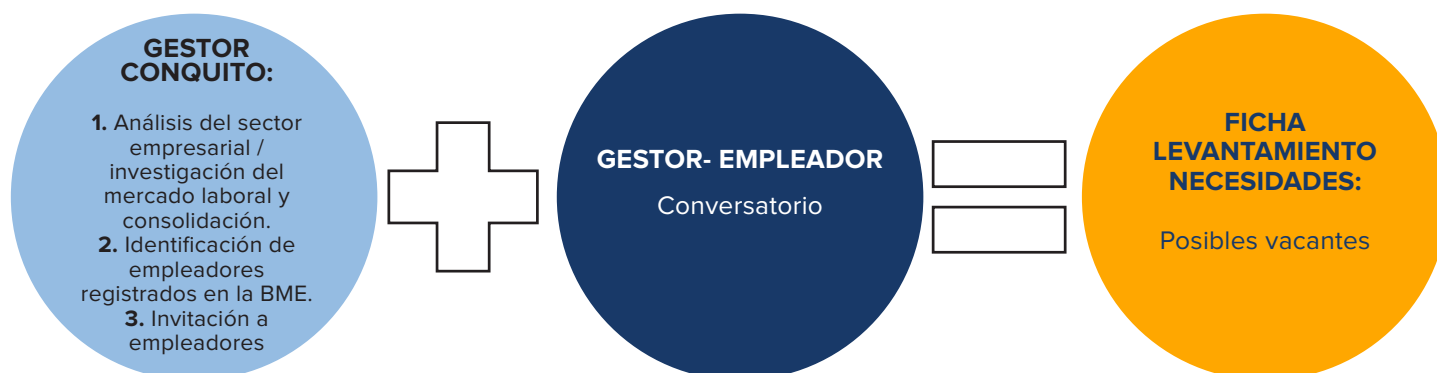 GESTOR
CONQUITO:
1. Análisis del sector
empresarial /
investigación del
mercado laboral y
consolidación.
2. Identificación de
empleadores
registrados en la BME.
3. Invitación a
empleadores
GESTOR- EMPLEADOR
Conversatorio
FICHA
LEVANTAMIENTO
NECESIDADES:
Posibles vacantes